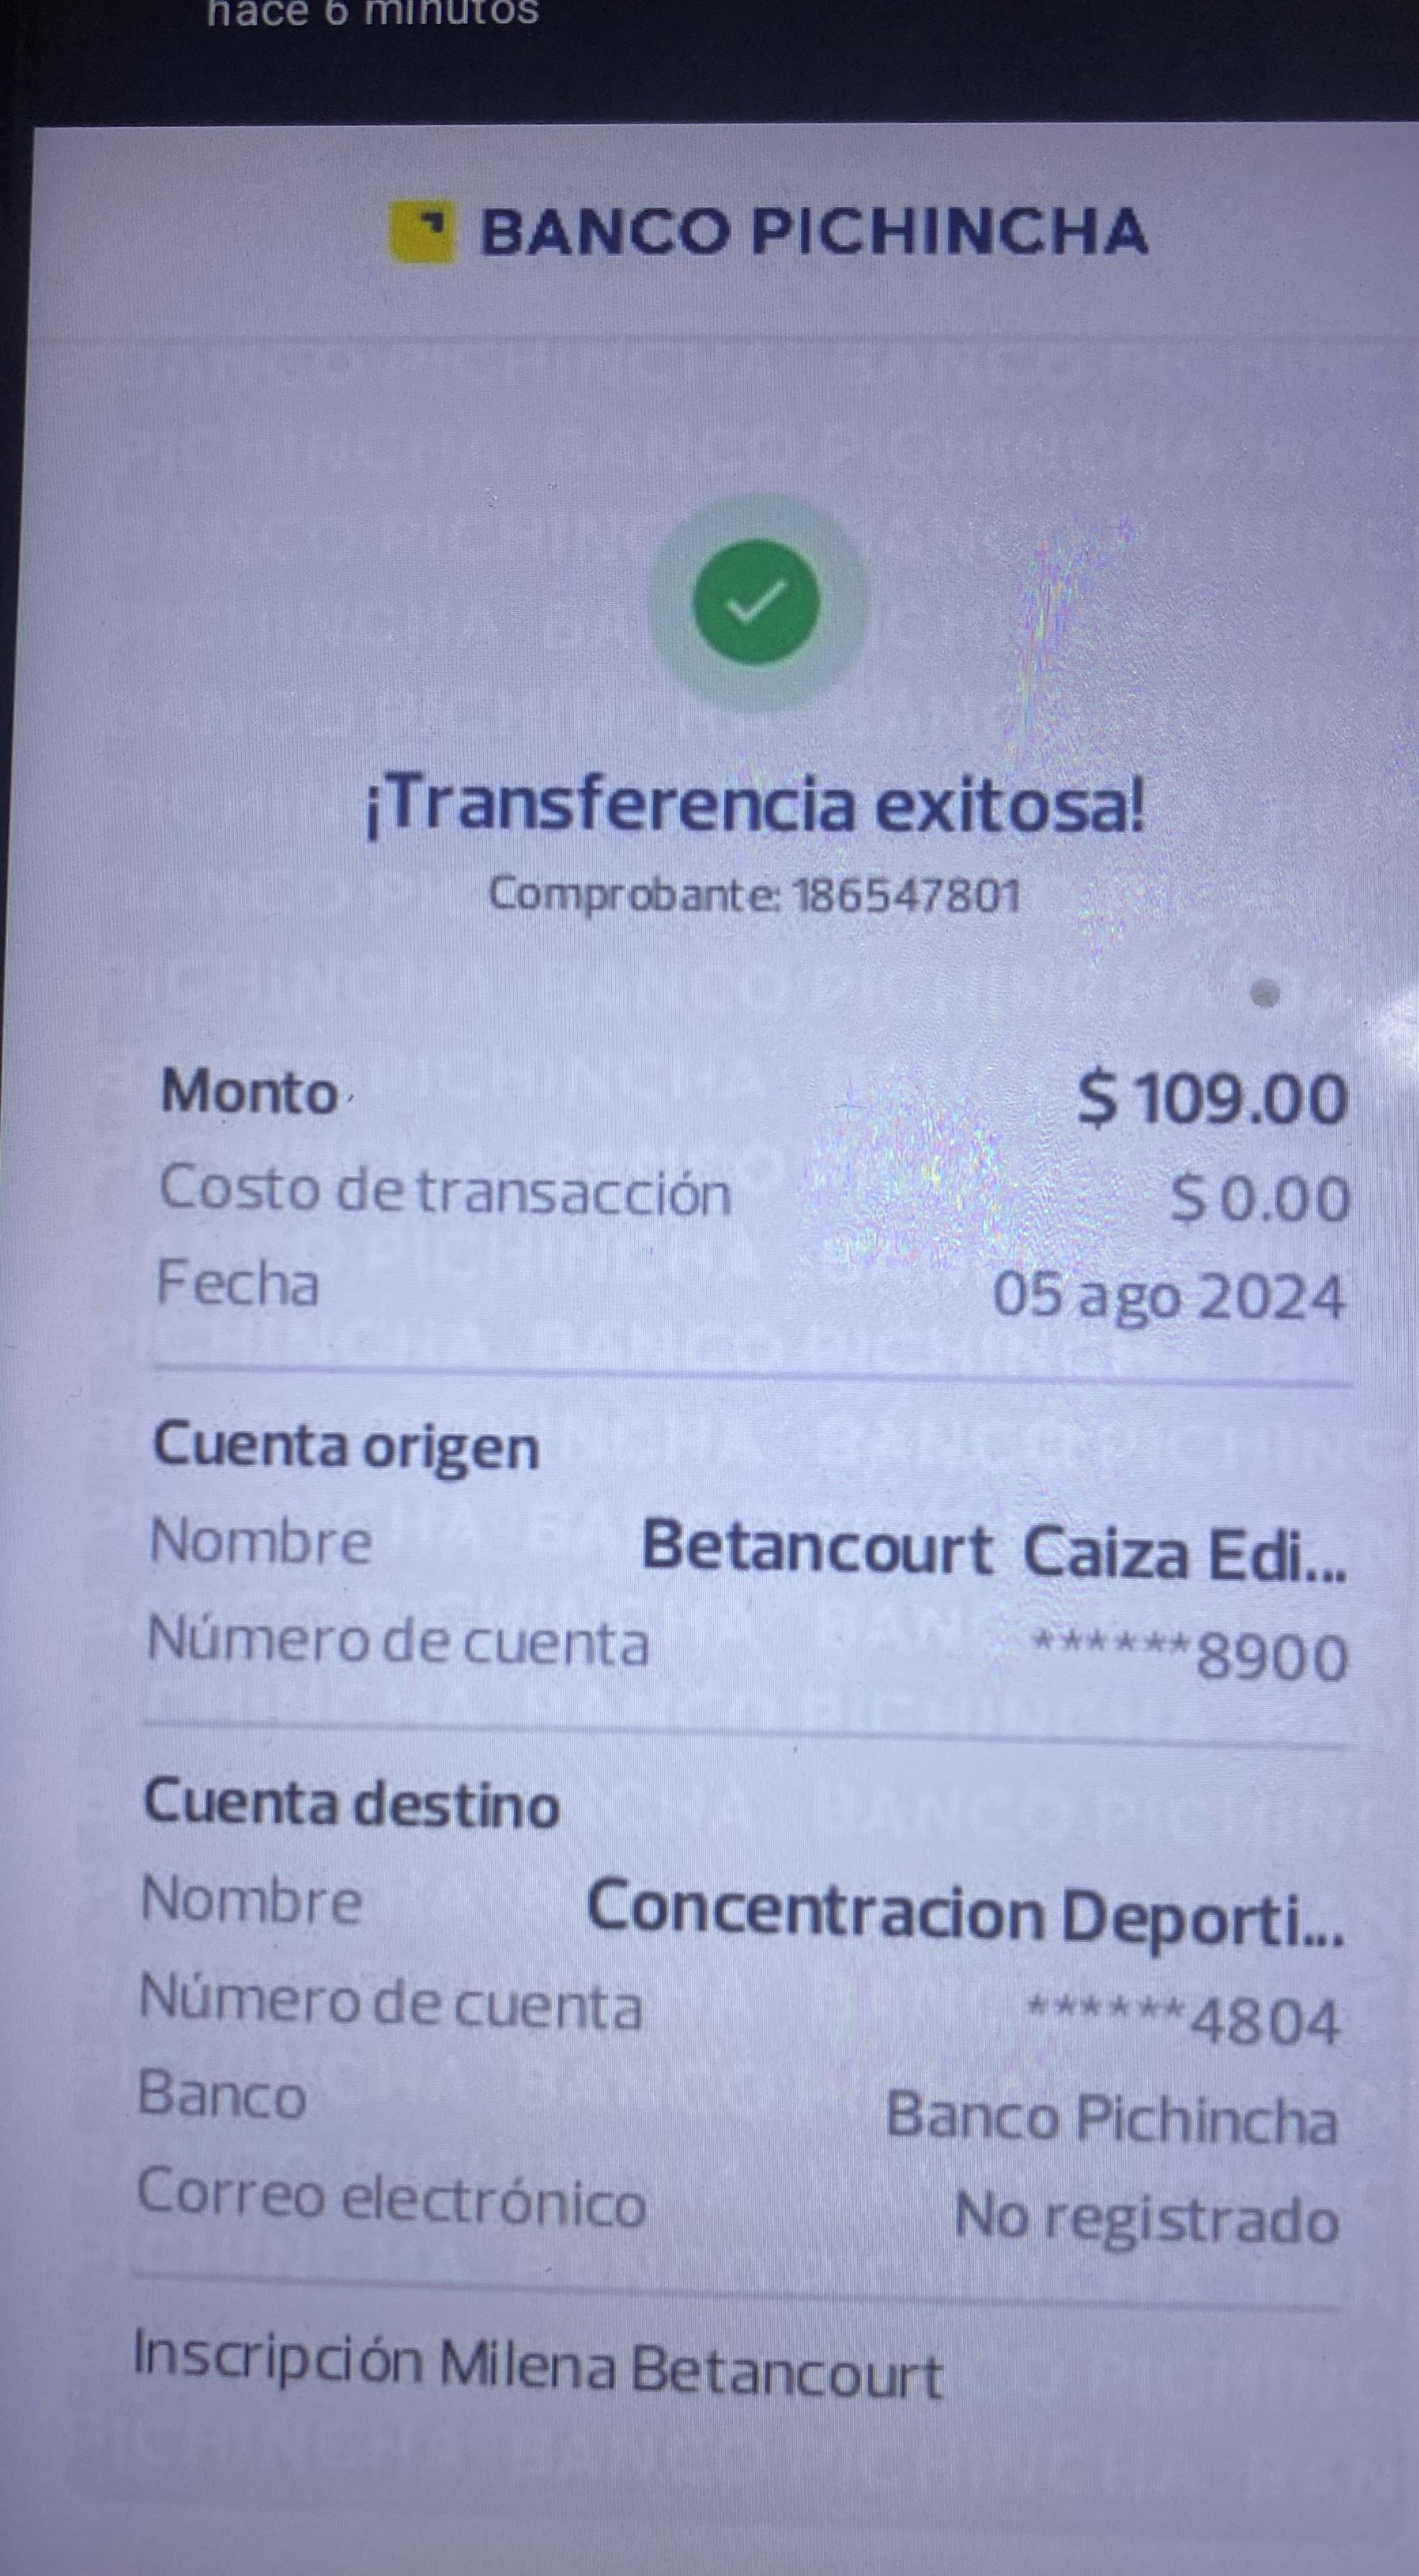 hace 6 minutos
BANCO PICHINCHA
¡Transferencia exitosa!
Comprobante: 186547801
Monto $ 109.00
Costo de transacción $ 0.00
Fecha 05 ago 2024
Cuenta origen
Nombre Betancourt Caiza Edi...
Número de cuenta ******8900
Cuenta destino
Nombre Concentracion Deporti...
Número de cuenta ******4804
Banco Banco Pichincha
Correo electrónico No registrado
Inscripción Milena Betancourt